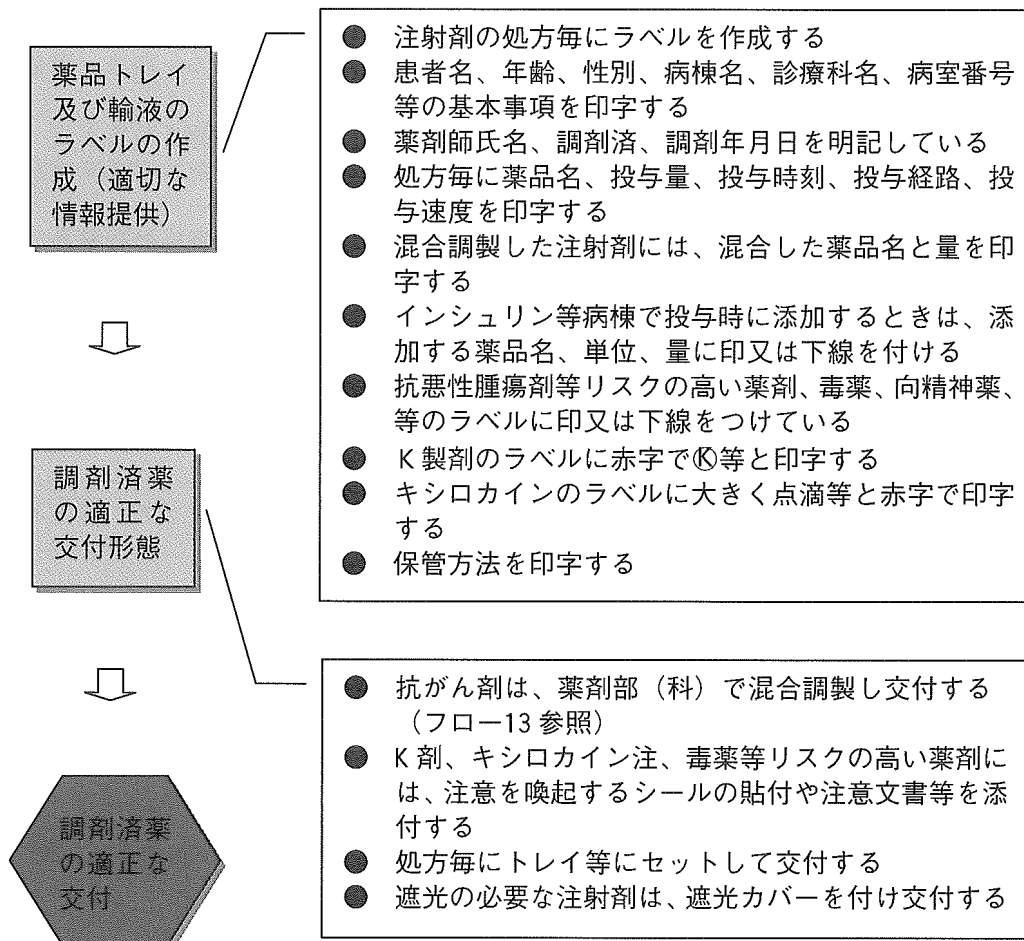 薬品トレイ
及び輸液の
ラベルの作
成（適切な
情報提供）
● 注射剤の処方毎にラベルを作成する
● 患者名、年齢、性別、病棟名、診療科名、病室番号
等の基本事項を印字する
● 薬剤師氏名、調剤済、調剤年月日を明記している
● 処方毎に薬品名、投与量、投与時刻、投与経路、投
与速度を印字する
● 混合調製した注射剤には、混合した薬品名と量を印
字する
● インシュリン等病棟で投与時に添加するときは、添
加する薬品名、単位、量に印又は下線を付ける
● 抗悪性腫瘍剤等リスクの高い薬剤、毒薬、向精神薬、
等のラベルに印又は下線をつけている
● K製剤のラベルに赤字でⓀ等と印字する
● キシロカインのラベルに大きく点滴等と赤字で印字
する
● 保管方法を印字する
調剤済薬
の適正な
交付形態
● 抗がん剤は、薬剤部（科）で混合調製し交付する
（フロー13参照）
● K剤、キシロカイン注、毒薬等リスクの高い薬剤に
は、注意を喚起するシールの貼付や注意文書等を添
付する
● 処方毎にトレイ等にセットして交付する
● 遮光の必要な注射剤は、遮光カバーを付け交付する
調剤済薬
の適正な
交付